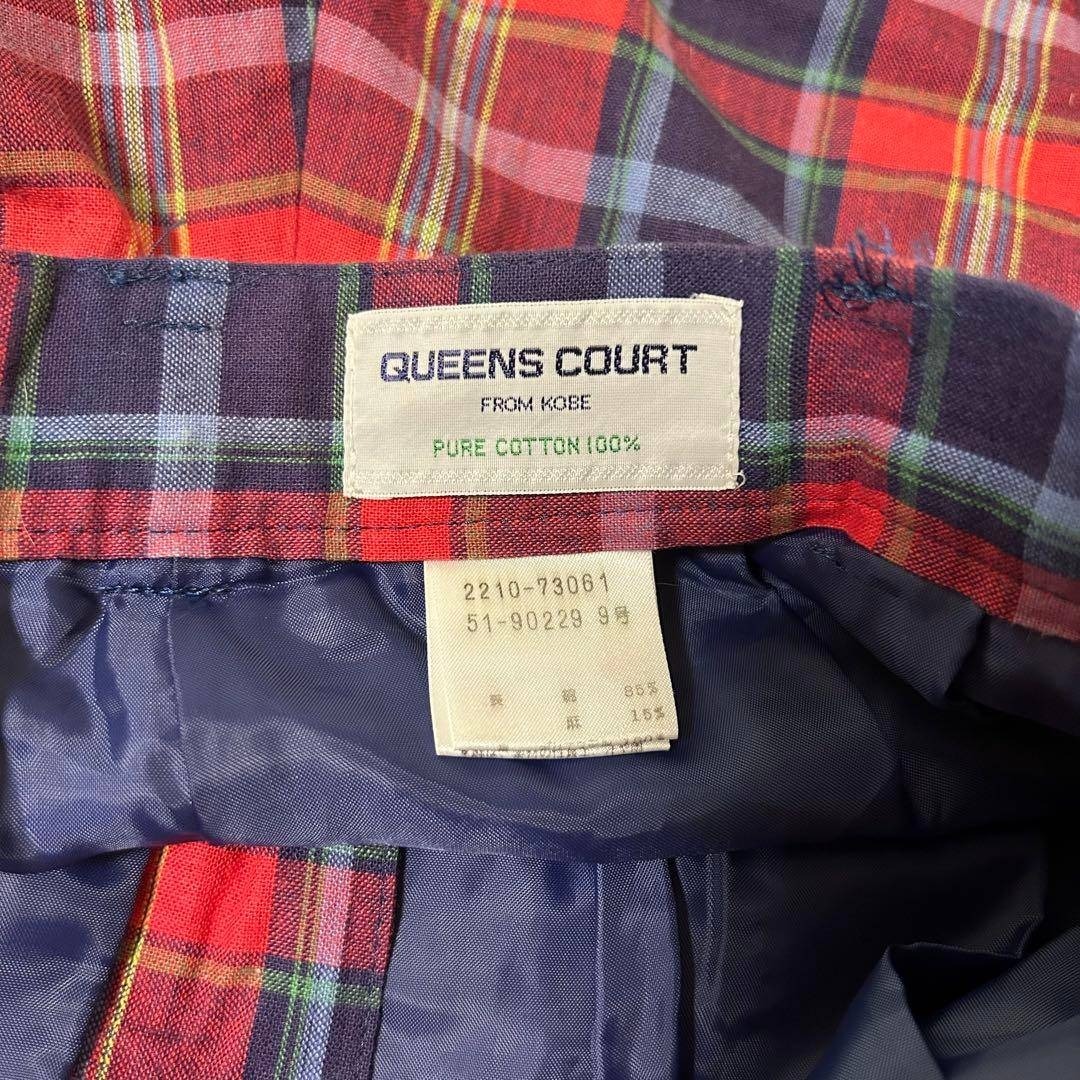 QUEENS COURT
FROM KOBE
PURE COTTON 100%
2210-73061
51-90229 9号
表 綿 85%
麻 15%